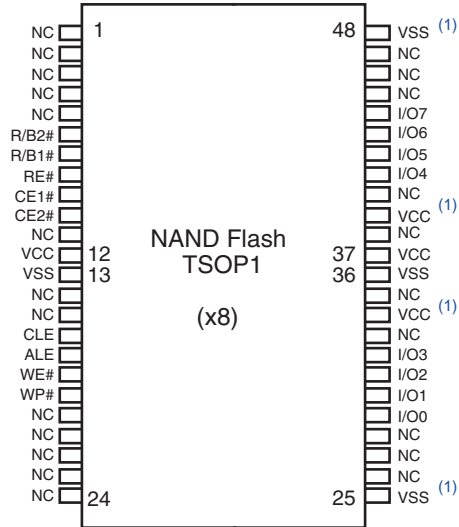 NC 1 48 VSS (1)
NC NC
NC NC
NC NC
NC I/O7
R/B2# I/O6
R/B1# I/O5
RE# I/O4
CE1# NC
CE2# VCC (1)
NC NAND Flash NC
VCC 12 TSOP1 37 VCC
VSS 13 36 VSS
NC NC
NC (x8) VCC (1)
CLE NC
ALE I/O3
WE# I/O2
WP# I/O1
NC I/O0
NC NC
NC NC
NC NC
NC 24 25 VSS (1)